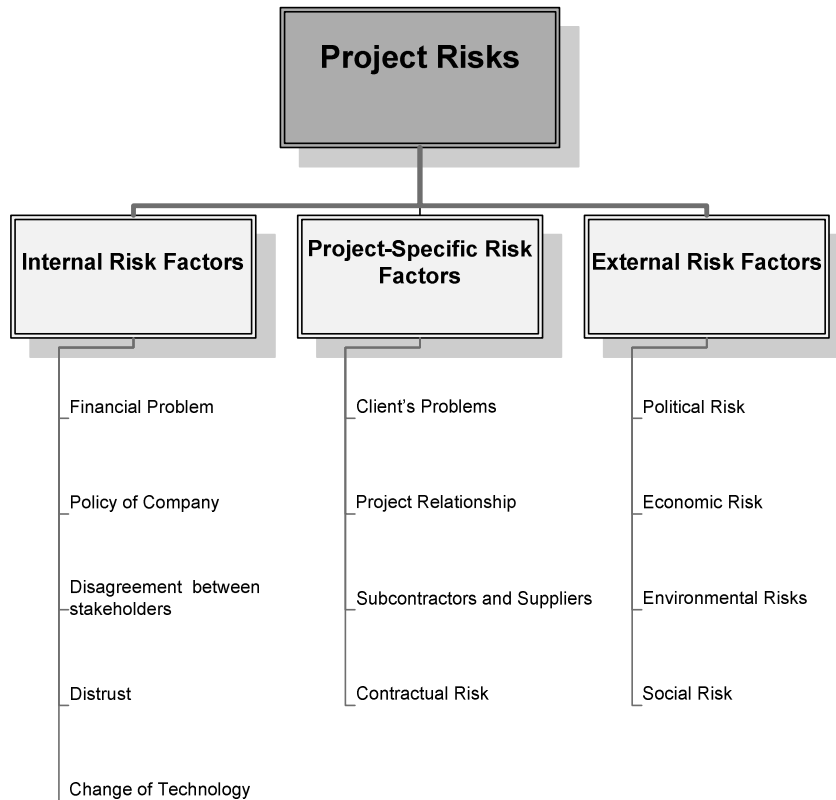 Project Risks
Internal Risk Factors
Project-Specific Risk
Factors
External Risk Factors
Financial Problem
Policy of Company
Disagreement between
stakeholders
Distrust
Change of Technology
Client's Problems
Project Relationship
Subcontractors and Suppliers
Contractual Risk
Political Risk
Economic Risk
Environmental Risks
Social Risk